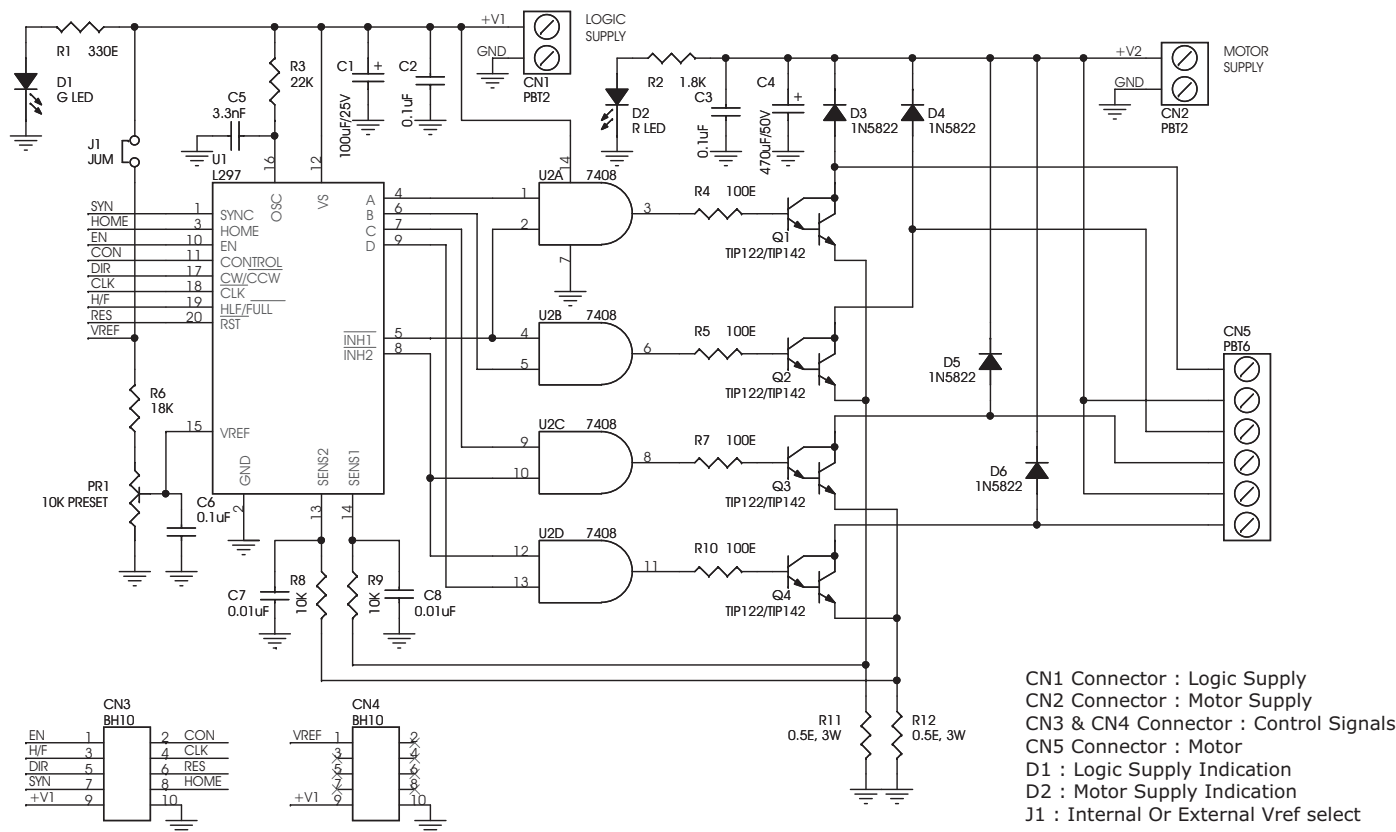 +V1
LOGIC
SUPPLY
GND
CN1
PBT2
R1 330E
D1
G LED
R3
22K
C1
+
100uF/25V
C2
0.1uF
C5
3.3nF
J1
JUM
R2 1.8K
D2
R LED
C3
0.1uF
C4
+
470uF/50V
D3
1N5822
D4
1N5822
+V2
MOTOR
SUPPLY
GND
CN2
PBT2
U1
L297
16
12
OSC
VS
SYN 1 SYNC
HOME 3 HOME
EN 10 EN
CON 11 CONTROL
DIR 17 CW/CCW
CLK 18 CLK
H/F 19 HLF/FULL
RES 20 RST
VREF
A 4
B 6
C 7
D 9
INH1 5
INH2 8
15 VREF
GND
2
SENS2
13
SENS1
14
R6
18K
PR1
10K PRESET
C6
0.1uF
C7
0.01uF
R8
10K
R9
10K
C8
0.01uF
U2A 7408
14
1
2
3
7
R4 100E
Q1
TIP122/TIP142
U2B 7408
4
5
6
R5 100E
Q2
TIP122/TIP142
U2C 7408
9
10
8
R7 100E
Q3
TIP122/TIP142
U2D 7408
12
13
11
R10 100E
Q4
TIP122/TIP142
D5
1N5822
D6
1N5822
CN5
PBT6
R11
0.5E, 3W
R12
0.5E, 3W
CN3
BH10
EN 1 2 CON
H/F 3 4 CLK
DIR 5 6 RES
SYN 7 8 HOME
+V1 9 10
CN4
BH10
VREF 1 2
3 4
5 6
7 8
+V1 9 10
CN1 Connector : Logic Supply
CN2 Connector : Motor Supply
CN3 & CN4 Connector : Control Signals
CN5 Connector : Motor
D1 : Logic Supply Indication
D2 : Motor Supply Indication
J1 : Internal Or External Vref select